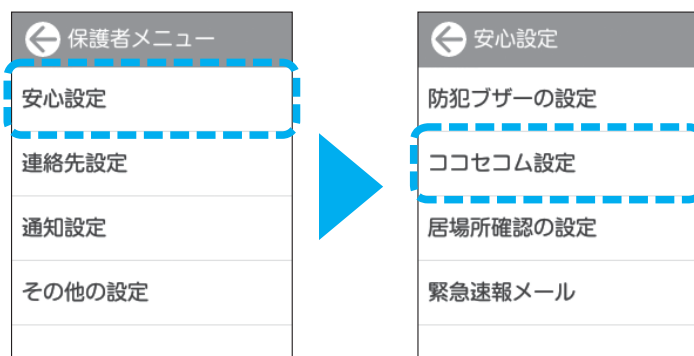 保護者メニュー
安心設定
連絡先設定
通知設定
その他の設定
安心設定
防犯ブザーの設定
ココセコム設定
居場所確認の設定
緊急速報メール